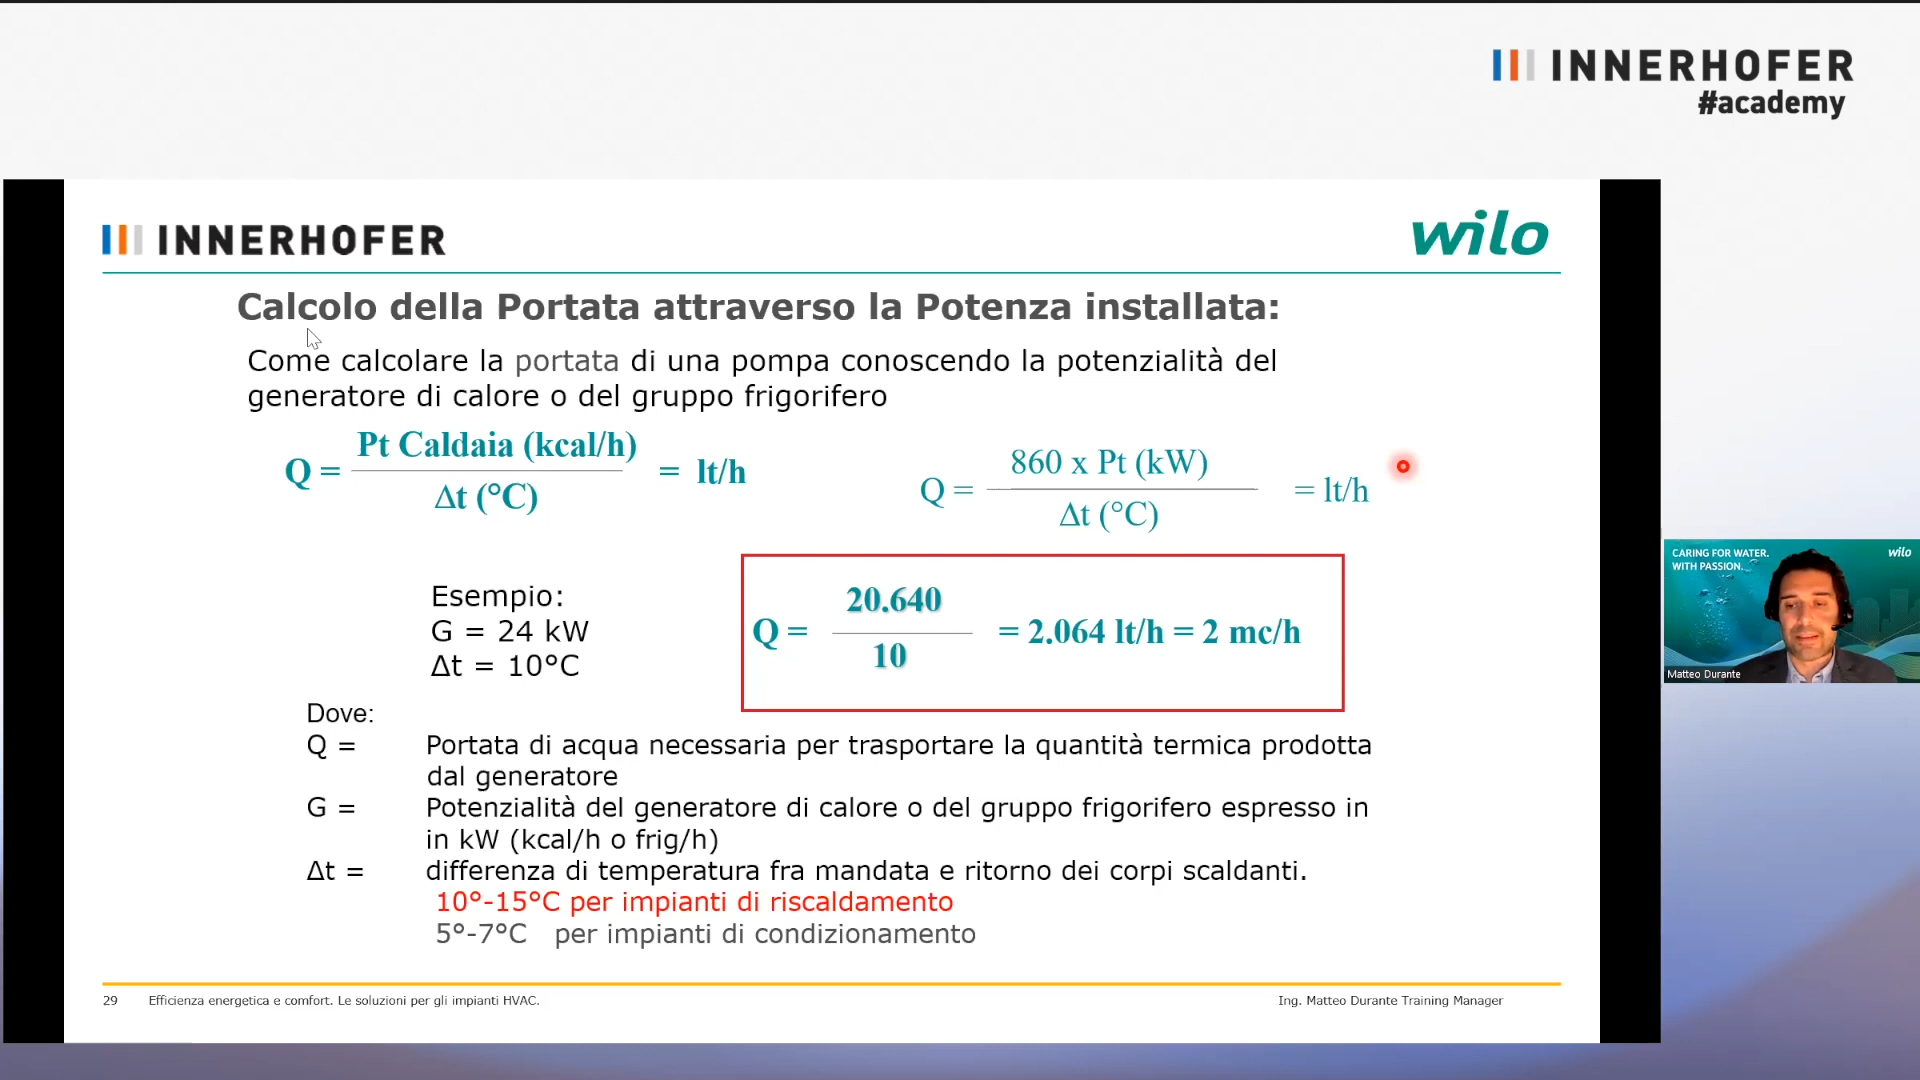 INNERHOFER
#academy
INNERHOFER
wilo
Calcolo della Portata attraverso la Potenza installata:
Come calcolare la portata di una pompa conoscendo la potenzialità del
generatore di calore o del gruppo frigorifero
Q = Pt Caldaia (kcal/h) = lt/h
Δt (°C)
Q = 860 x Pt (kW) = lt/h
Δt (°C)
Esempio:
G = 24 kW
Δt = 10°C
Q = 20.640 = 2.064 lt/h = 2 mc/h
10
Dove:
Q = Portata di acqua necessaria per trasportare la quantità termica prodotta
dal generatore
G = Potenzialità del generatore di calore o del gruppo frigorifero espresso in
in kW (kcal/h o frig/h)
Δt = differenza di temperatura fra mandata e ritorno dei corpi scaldanti.
10°-15°C per impianti di riscaldamento
5°-7°C per impianti di condizionamento
29 Efficienza energetica e comfort. Le soluzioni per gli impianti HVAC. Ing. Matteo Durante Training Manager
CARING FOR WATER.
WITH PASSION.
wilo
Matteo Durante